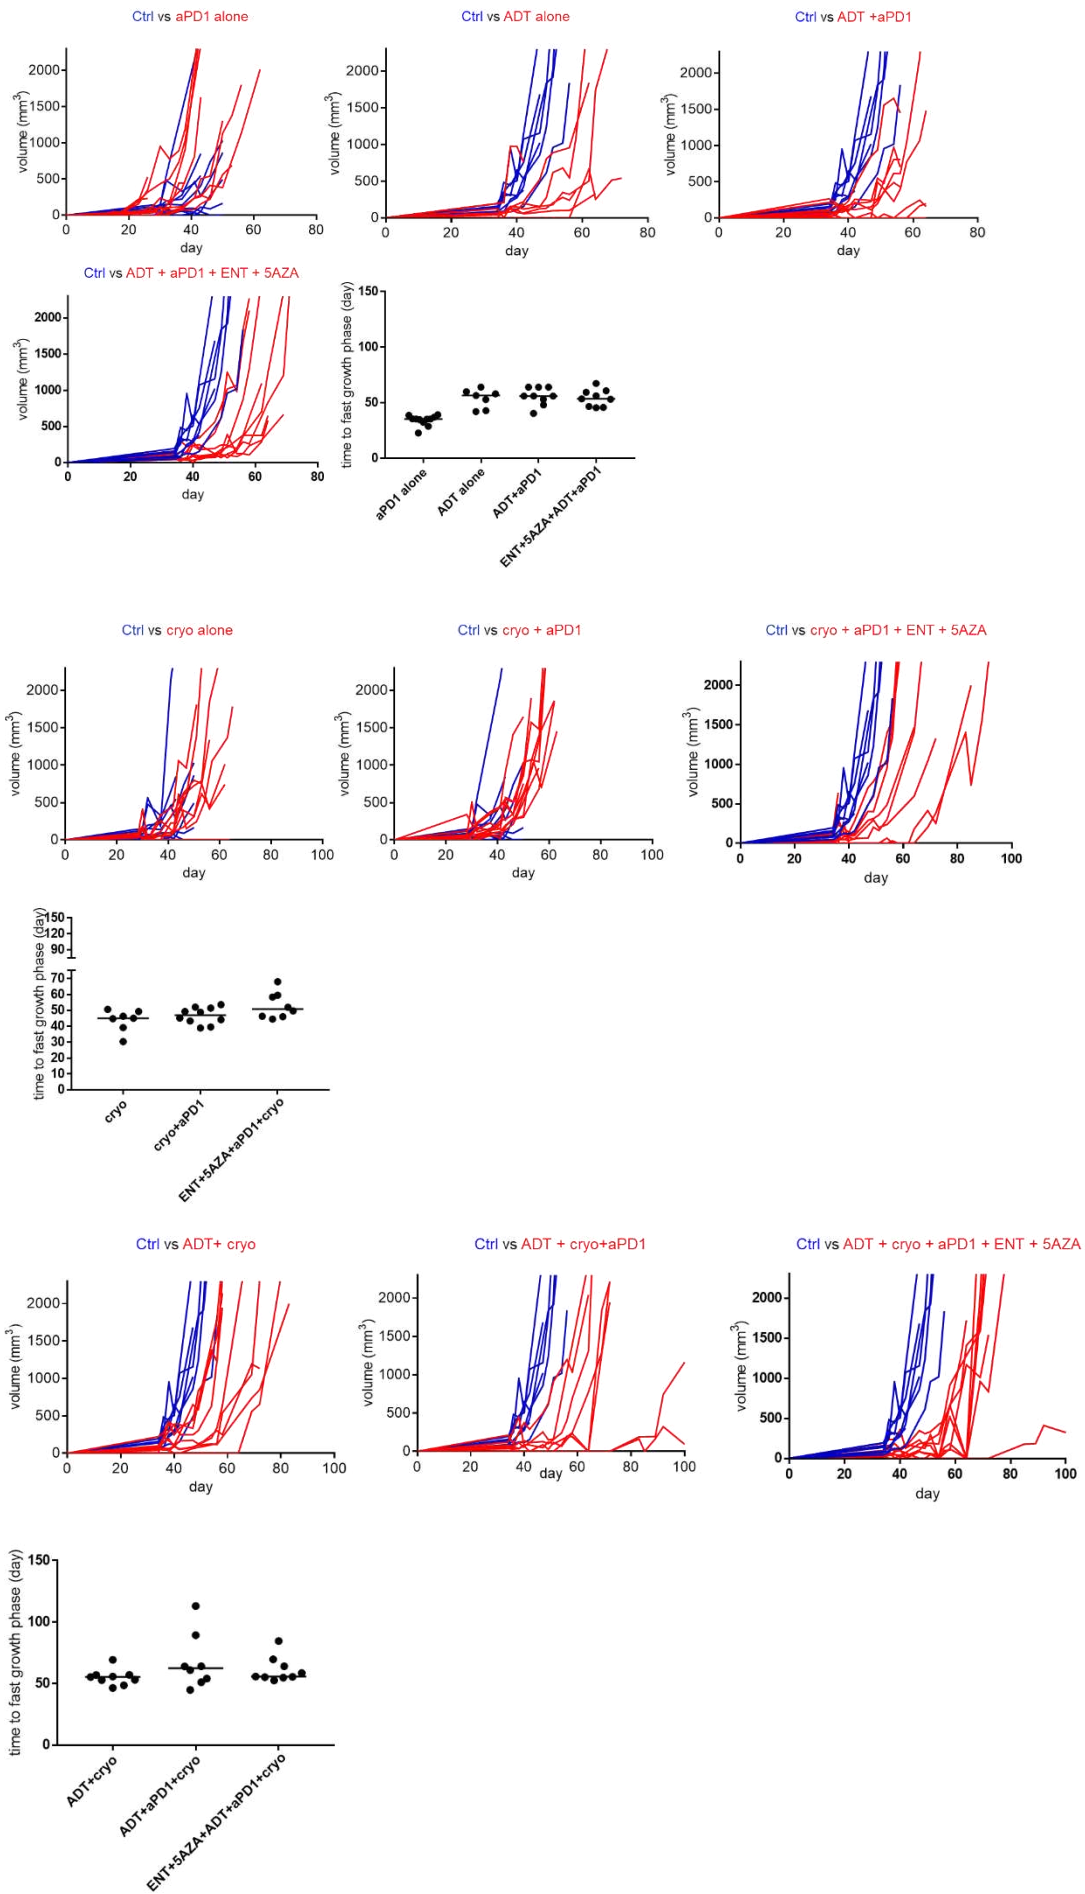 Ctrl vs aPD1 alone
volume (mm³)
2000
1500
1000
500
0
0 20 40 60 80
day
Ctrl vs ADT alone
volume (mm³)
2000
1500
1000
500
0
0 20 40 60 80
day
Ctrl vs ADT +aPD1
volume (mm³)
2000
1500
1000
500
0
0 20 40 60 80
day
Ctrl vs ADT + aPD1 + ENT + 5AZA
volume (mm³)
2000
1500
1000
500
0
0 20 40 60 80
day
time to fast growth phase (day)
150
100
50
0
aPD1 alone
ADT alone
ADT+aPD1
ENT+5AZA+ADT+aPD1
Ctrl vs cryo alone
volume (mm³)
2000
1500
1000
500
0
0 20 40 60 80 100
day
Ctrl vs cryo + aPD1
volume (mm³)
2000
1500
1000
500
0
0 20 40 60 80 100
day
Ctrl vs cryo + aPD1 + ENT + 5AZA
volume (mm³)
2000
1500
1000
500
0
0 20 40 60 80 100
day
time to fast growth phase (day)
150
120
90
70
60
50
40
30
20
10
0
cryo
cryo+aPD1
ENT+5AZA+aPD1+cryo
Ctrl vs ADT+ cryo
volume (mm³)
2000
1500
1000
500
0
0 20 40 60 80 100
day
Ctrl vs ADT + cryo+aPD1
volume (mm³)
2000
1500
1000
500
0
0 20 40 60 80 100
day
Ctrl vs ADT + cryo + aPD1 + ENT + 5AZA
volume (mm³)
2000
1500
1000
500
0
0 20 40 60 80 100
day
time to fast growth phase (day)
150
100
50
0
ADT+cryo
ADT+aPD1+cryo
ENT+5AZA+ADT+aPD1+cryo